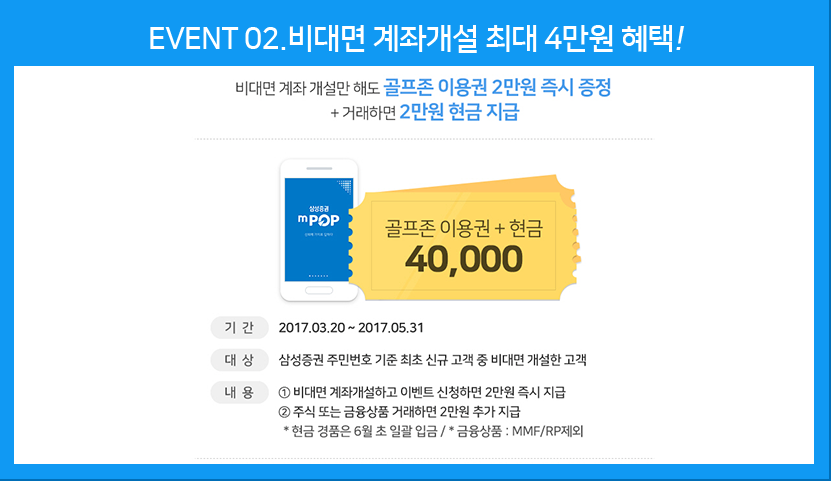 EVENT 02.비대면 계좌개설 최대 4만원 혜택!
비대면 계좌 개설만 해도 골프존 이용권 2만원 즉시 증정
+ 거래하면 2만원 현금 지급
삼성증권
mPOP
골프존 이용권 + 현금
40,000
기 간 2017.03.20 ~ 2017.05.31
대 상 삼성증권 주민번호 기준 최초 신규 고객 중 비대면 개설한 고객
내 용 ① 비대면 계좌개설하고 이벤트 신청하면 2만원 즉시 지급
② 주식 또는 금융상품 거래하면 2만원 추가 지급
* 현금 경품은 6월 초 일괄 입금 / * 금융상품 : MMF/RP제외